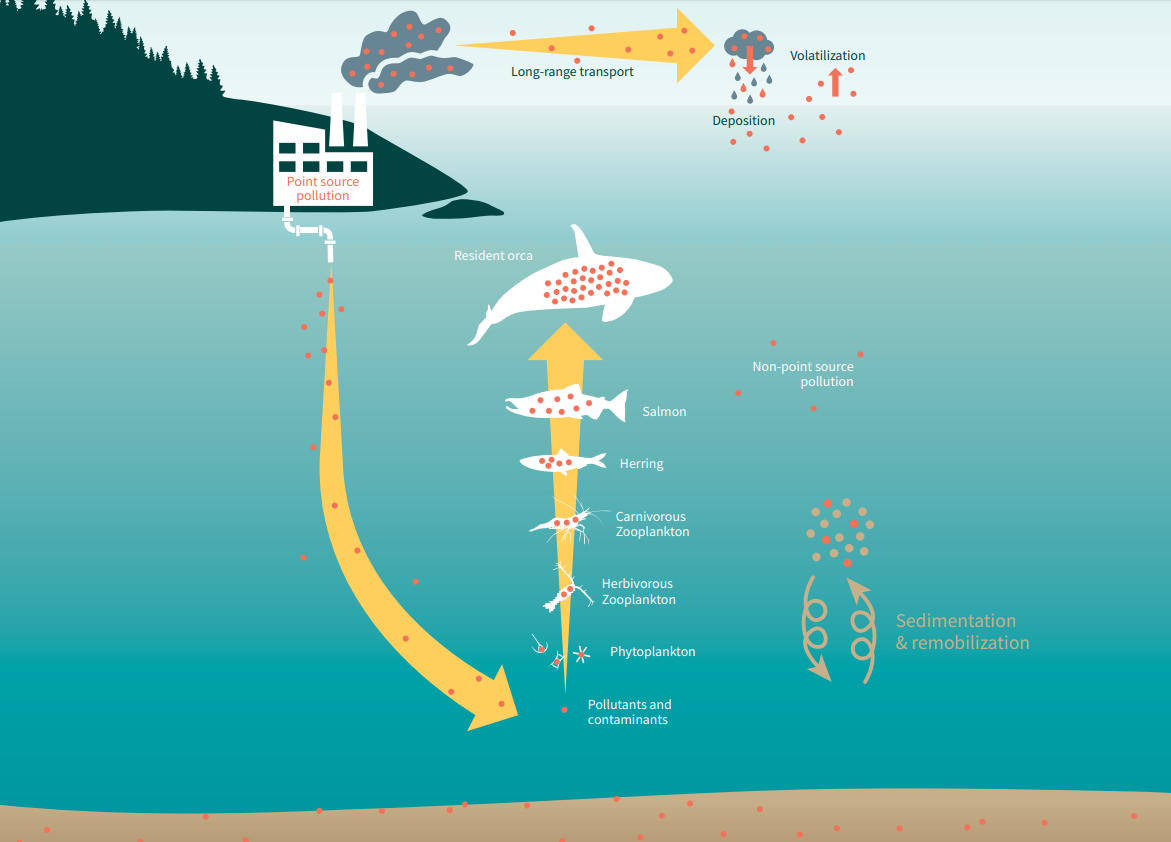 Volatilization
Long-range transport
Deposition
Point source
pollution
Resident orca
Non-point source
pollution
Salmon
Herring
Carnivorous
Zooplankton
Herbivorous
Zooplankton
Sedimentation
& remobilization
Phytoplankton
Pollutants and
contaminants